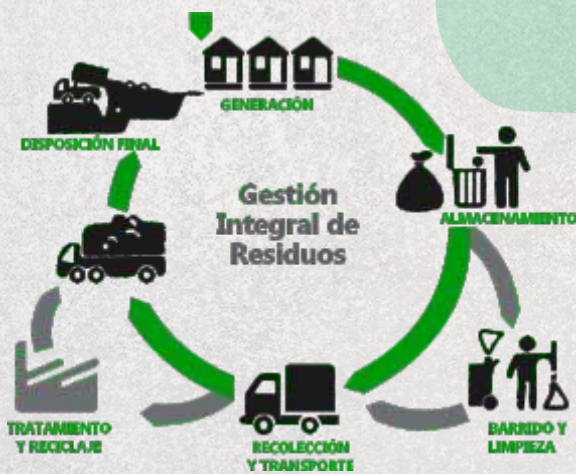 GENERACIÓN
DISPOSICIÓN FINAL
ALMACENAMIENTO
Gestión
Integral de
Residuos
TRATAMIENTO
Y RECICLAJE
RECOLECCIÓN
Y TRANSPORTE
BARRIDO Y
LIMPIEZA